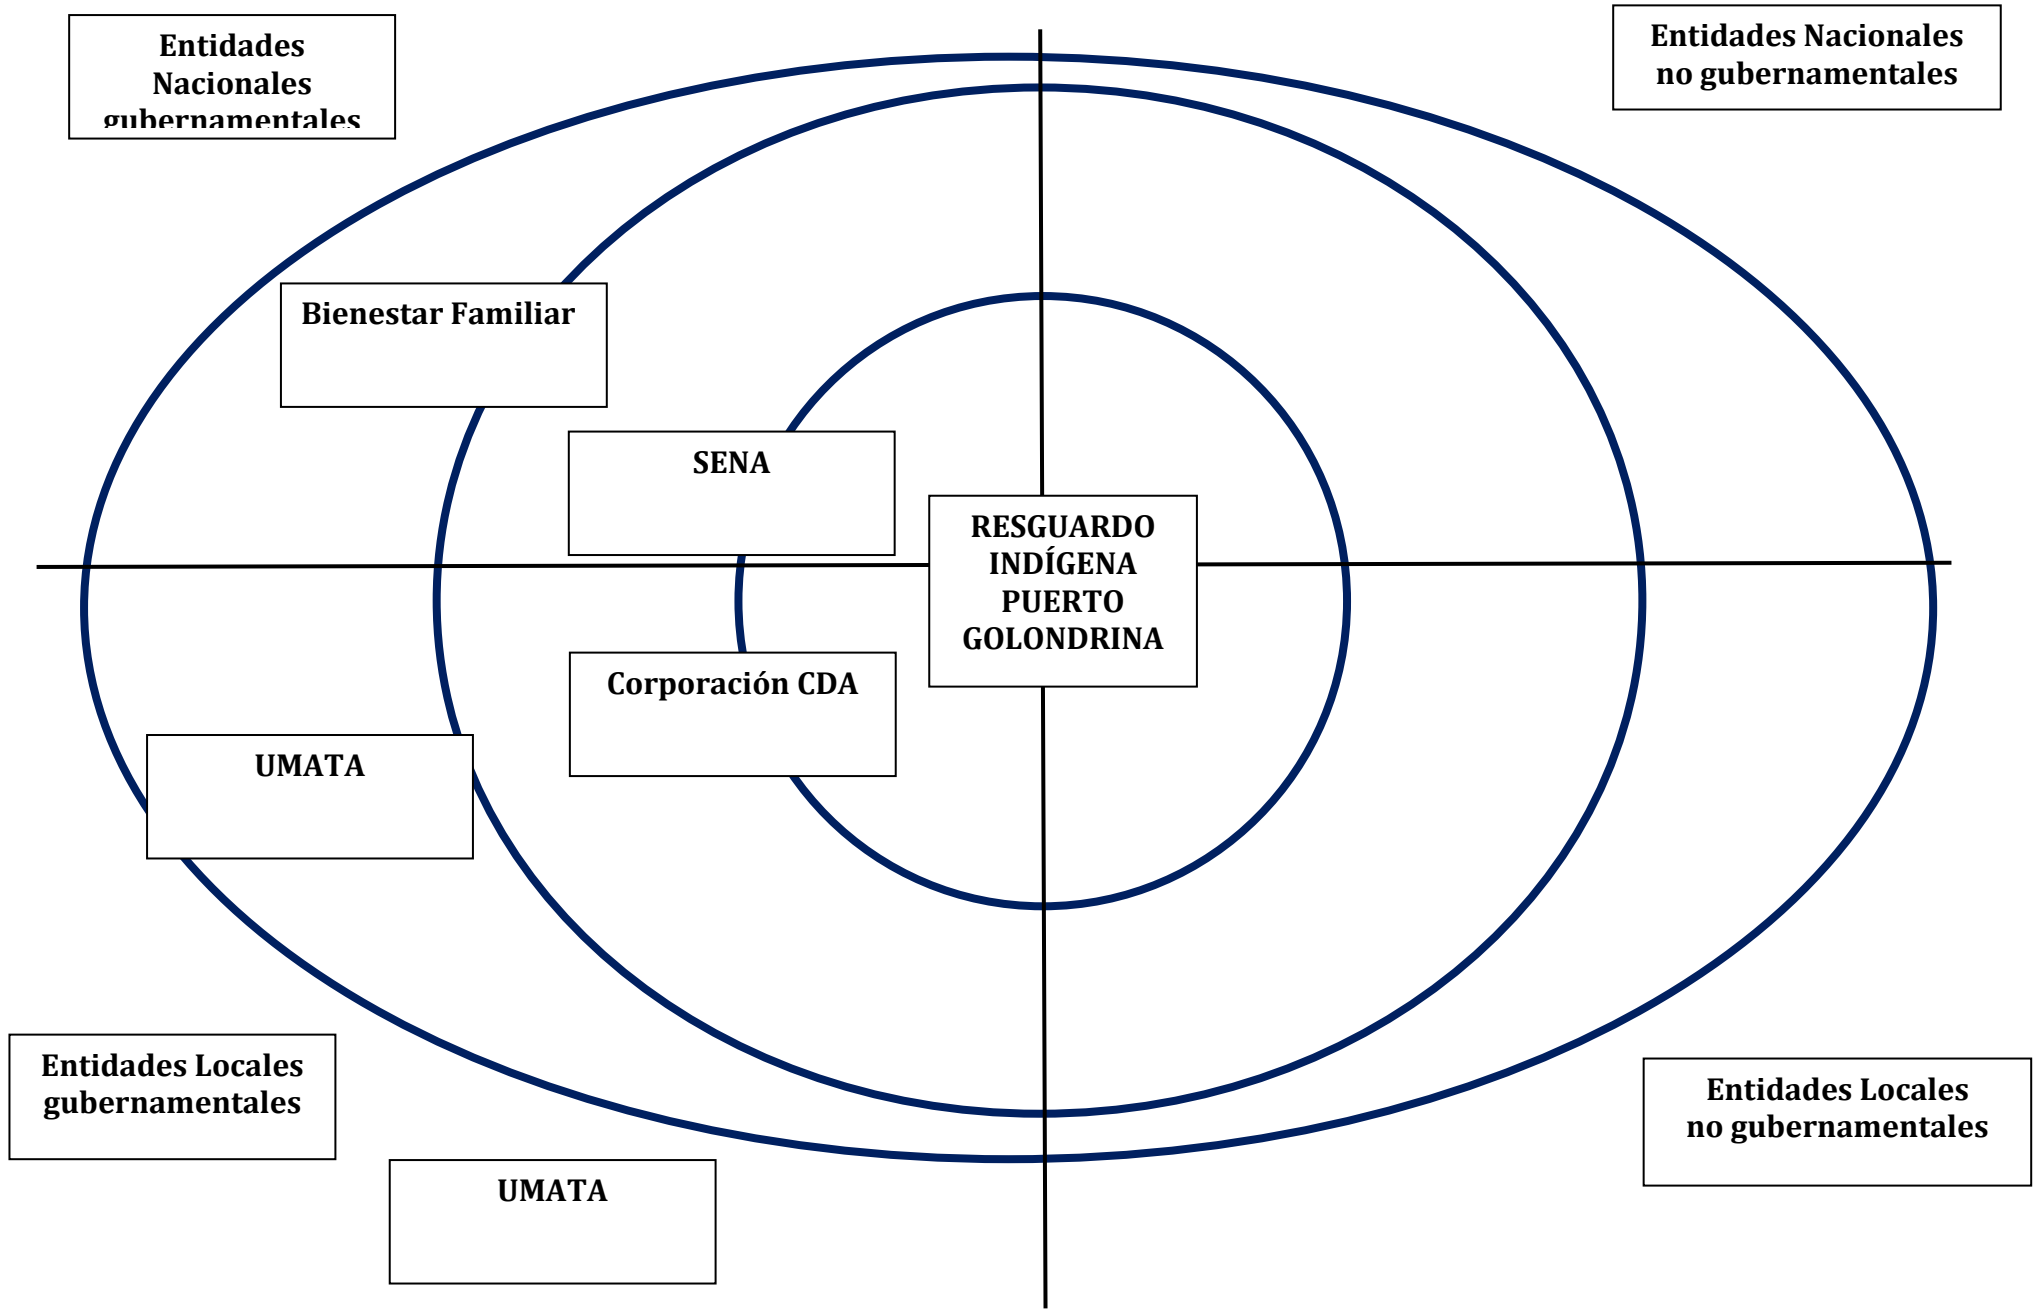 Entidades
Nacionales
gubernamentales
Entidades Nacionales
no gubernamentales
Bienestar Familiar
SENA
RESGUARDO
INDÍGENA
PUERTO
GOLONDRINA
Corporación CDA
UMATA
Entidades Locales
gubernamentales
Entidades Locales
no gubernamentales
UMATA